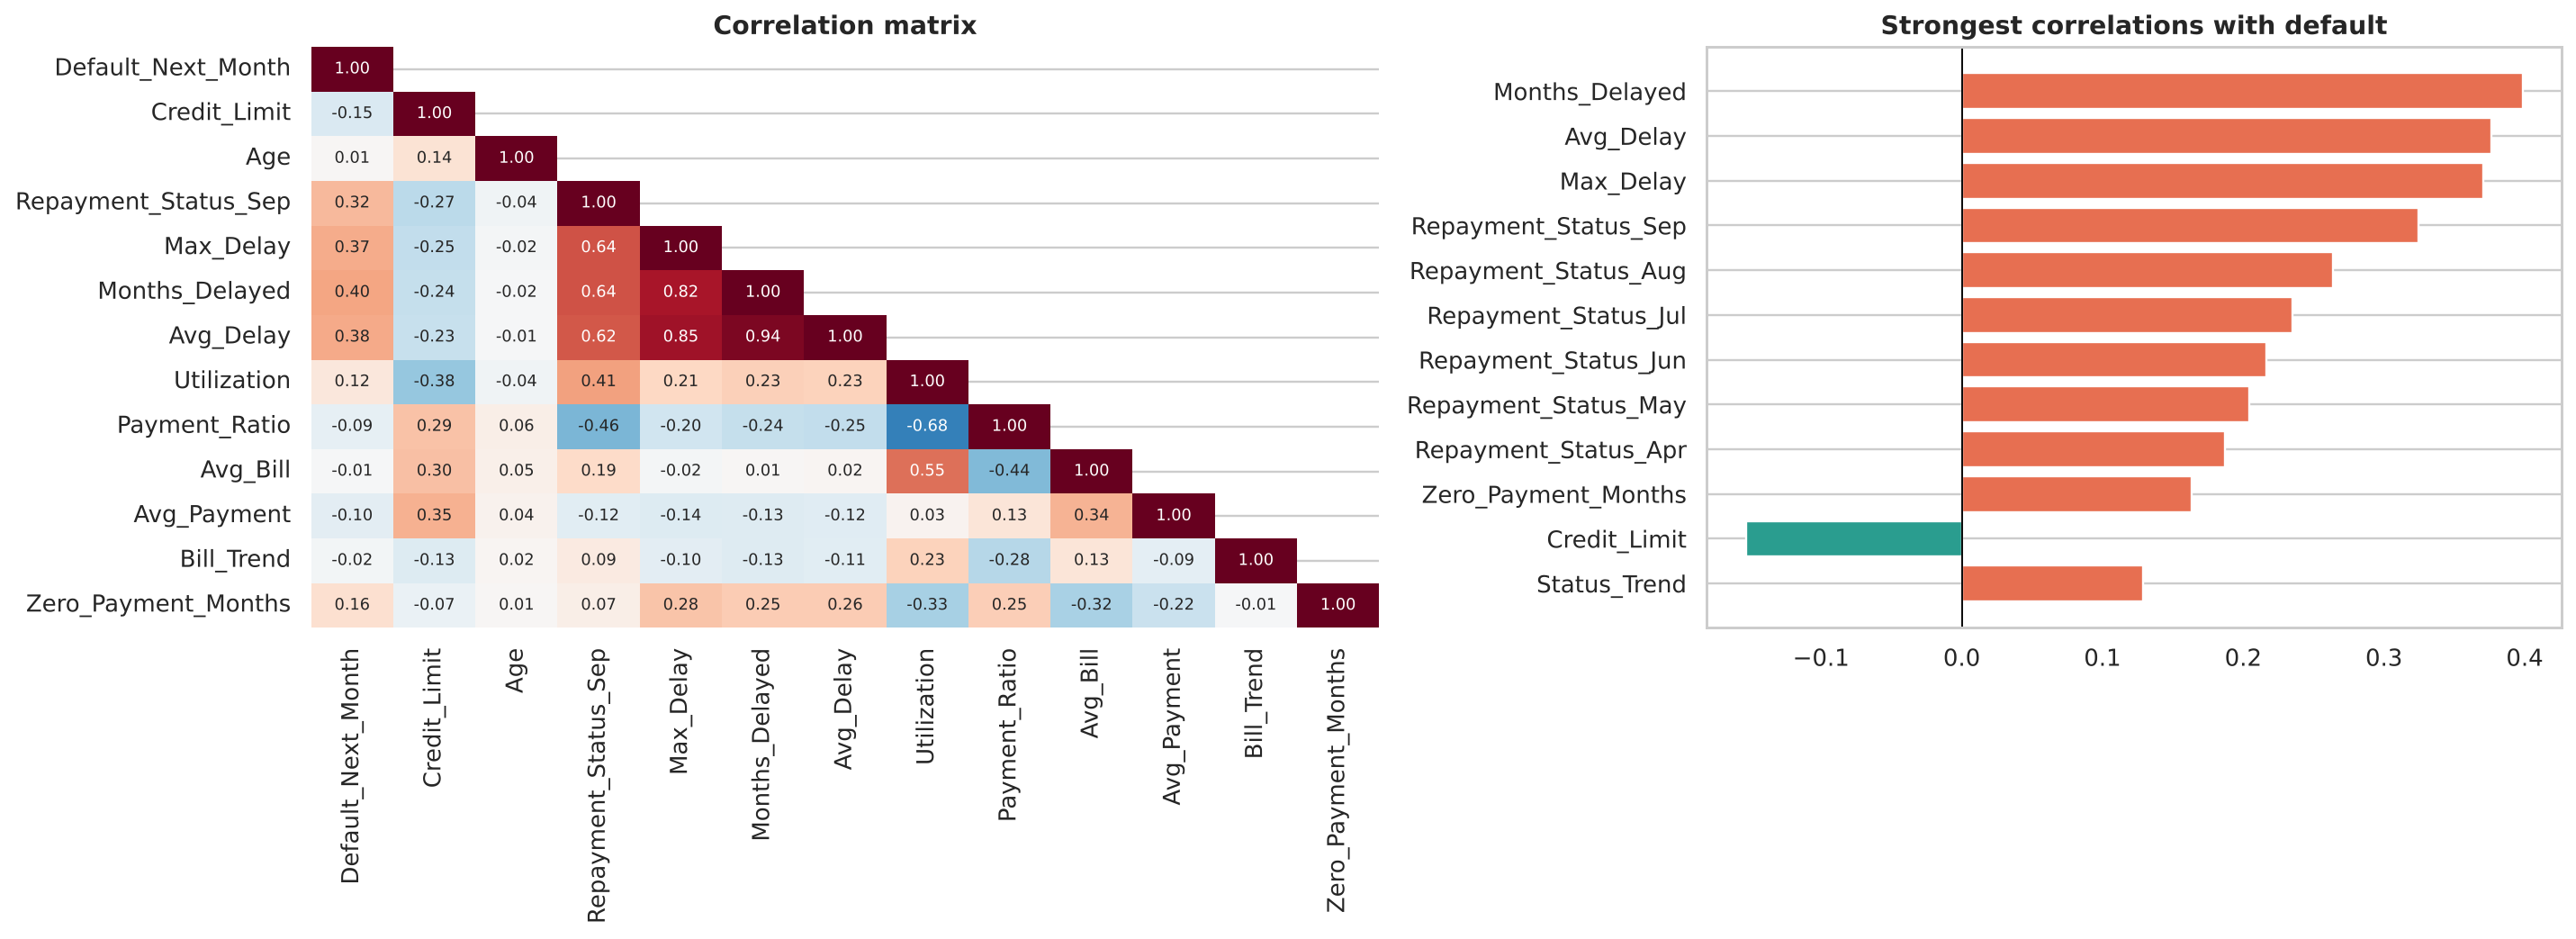 Correlation matrix
Default_Next_Month 1.00
Credit_Limit -0.15 1.00
Age 0.01 0.14 1.00
Repayment_Status_Sep 0.32 -0.27 -0.04 1.00
Max_Delay 0.37 -0.25 -0.02 0.64 1.00
Months_Delayed 0.40 -0.24 -0.02 0.64 0.82 1.00
Avg_Delay 0.38 -0.23 -0.01 0.62 0.85 0.94 1.00
Utilization 0.12 -0.38 -0.04 0.41 0.21 0.23 0.23 1.00
Payment_Ratio -0.09 0.29 0.06 -0.46 -0.20 -0.24 -0.25 -0.68 1.00
Avg_Bill -0.01 0.30 0.05 0.19 -0.02 0.01 0.02 0.55 -0.44 1.00
Avg_Payment -0.10 0.35 0.04 -0.12 -0.14 -0.13 -0.12 0.03 0.13 0.34 1.00
Bill_Trend -0.02 -0.13 0.02 0.09 -0.10 -0.13 -0.11 0.23 -0.28 0.13 -0.09 1.00
Zero_Payment_Months 0.16 -0.07 0.01 0.07 0.28 0.25 0.26 -0.33 0.25 -0.32 -0.22 -0.01 1.00
Default_Next_Month
Credit_Limit
Age
Repayment_Status_Sep
Max_Delay
Months_Delayed
Avg_Delay
Utilization
Payment_Ratio
Avg_Bill
Avg_Payment
Bill_Trend
Zero_Payment_Months
Strongest correlations with default
Months_Delayed
Avg_Delay
Max_Delay
Repayment_Status_Sep
Repayment_Status_Aug
Repayment_Status_Jul
Repayment_Status_Jun
Repayment_Status_May
Repayment_Status_Apr
Zero_Payment_Months
Credit_Limit
Status_Trend
−0.1 0.0 0.1 0.2 0.3 0.4